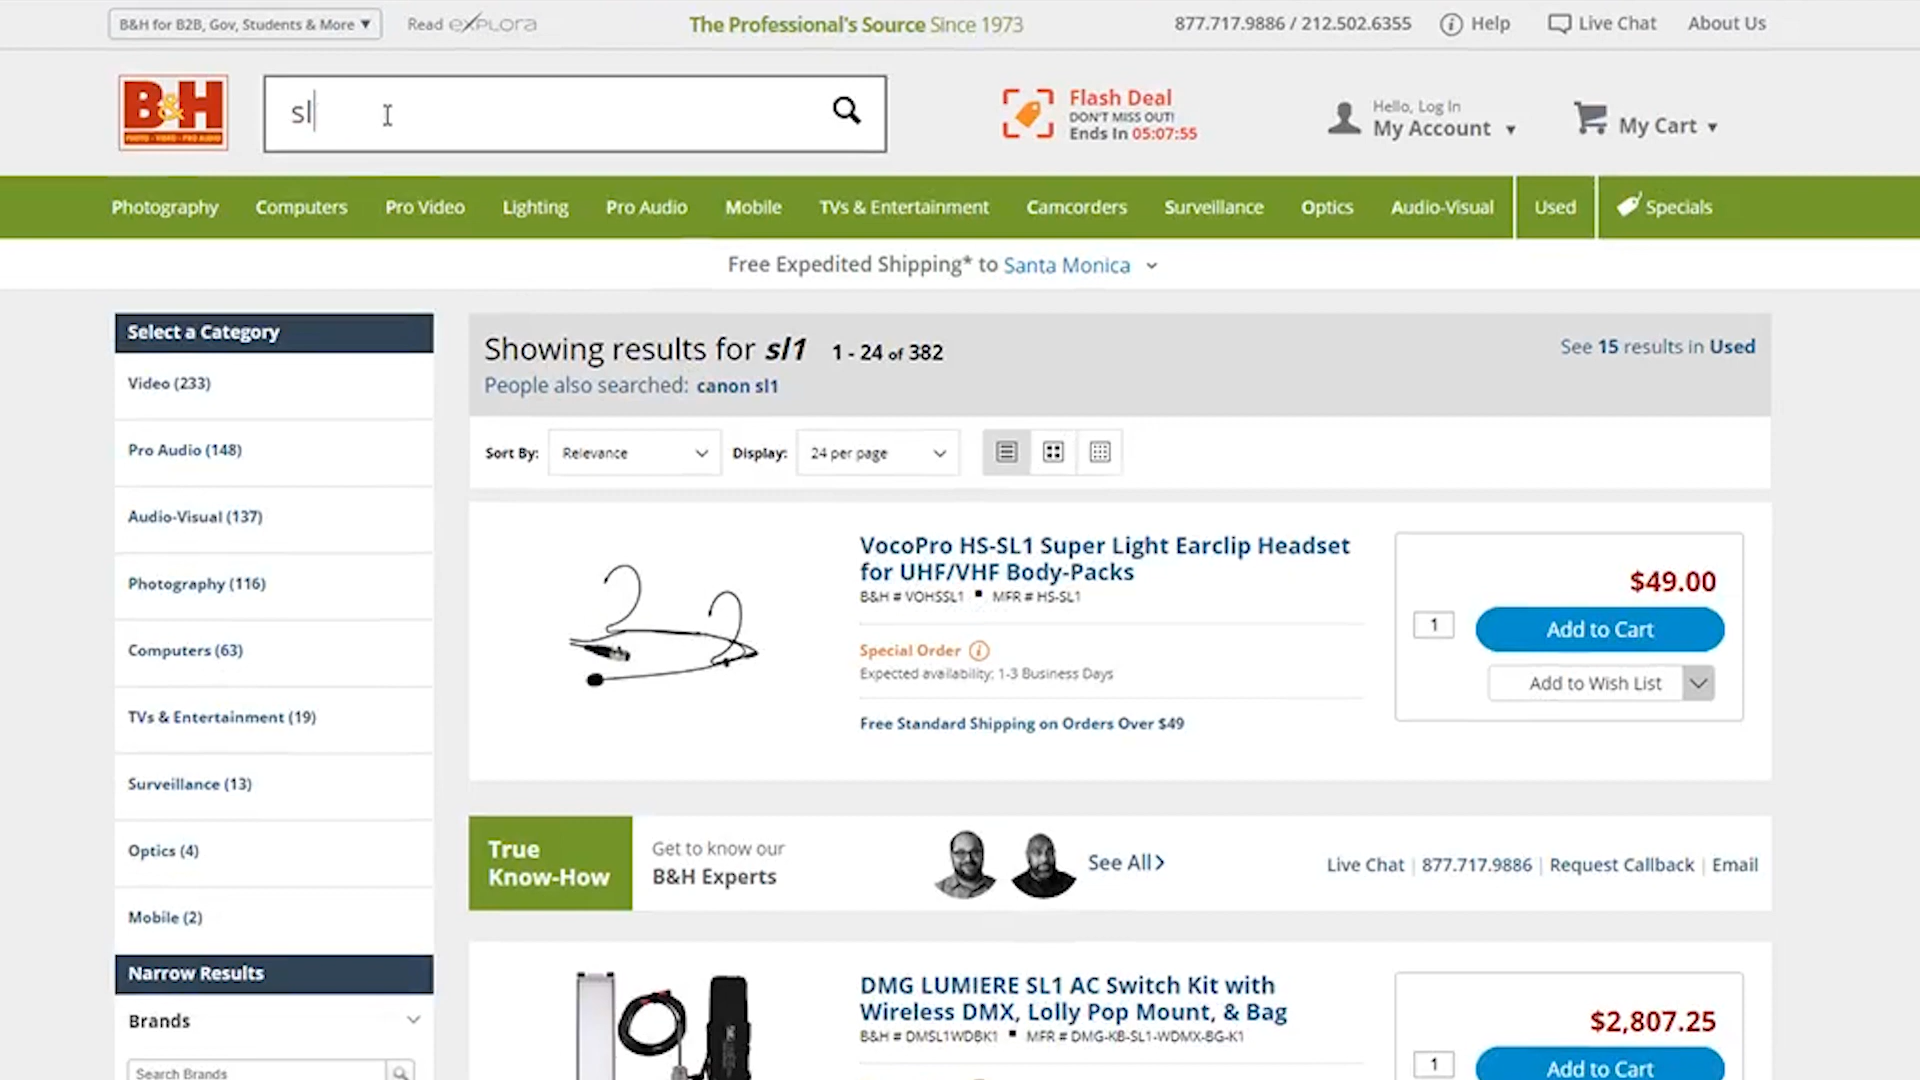 B&H for B2B, Gov, Students & More ▼
Read eXPLORA
The Professional's Source Since 1973
877.717.9886 / 212.502.6355
Help
Live Chat
About Us
B&H
PHOTO - VIDEO - PRO AUDIO
sl
Flash Deal
DON'T MISS OUT!
Ends In 05:07:55
Hello, Log In
My Account ▼
My Cart ▼
Photography
Computers
Pro Video
Lighting
Pro Audio
Mobile
TVs & Entertainment
Camcorders
Surveillance
Optics
Audio-Visual
Used
Specials
Free Expedited Shipping* to Santa Monica
Select a Category
Video (233)
Pro Audio (148)
Audio-Visual (137)
Photography (116)
Computers (63)
TVs & Entertainment (19)
Surveillance (13)
Optics (4)
Mobile (2)
Narrow Results
Brands
Search Brands
Showing results for sl1 1 - 24 of 382
See 15 results in Used
People also searched: canon sl1
Sort By: Relevance
Display: 24 per page
VocoPro HS-SL1 Super Light Earclip Headset
for UHF/VHF Body-Packs
B&H # VOHSSL1 ■ MFR # HS-SL1
Special Order
Expected availability: 1-3 Business Days
Free Standard Shipping on Orders Over $49
$49.00
1
Add to Cart
Add to Wish List
True
Know-How
Get to know our
B&H Experts
See All
Live Chat | 877.717.9886 | Request Callback | Email
DMG LUMIERE SL1 AC Switch Kit with
Wireless DMX, Lolly Pop Mount, & Bag
B&H # DMSL1WDBK1 ■ MFR # DMG-KB-SL1-WDMX-BG-K1
$2,807.25
1
Add to Cart